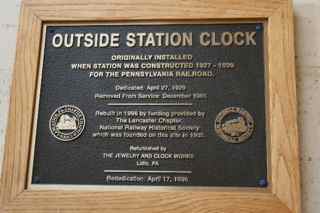 OUTSIDE STATION CLOCK
ORIGINALLY INSTALLED
WHEN STATION WAS CONSTRUCTED 1927 - 1929
FOR THE PENNSYLVANIA RAILROAD.
Dedicated: April 27, 1929
Removed From Service: December
Rebuilt in 1996 by funding provided by
The Lancaster Chapter,
National Railway Historical Society
which was founded on this site in 1935.
Refurbished by
THE JEWELRY AND CLOCK WORKS
Lititz, PA
Rededication: April 17, 1996